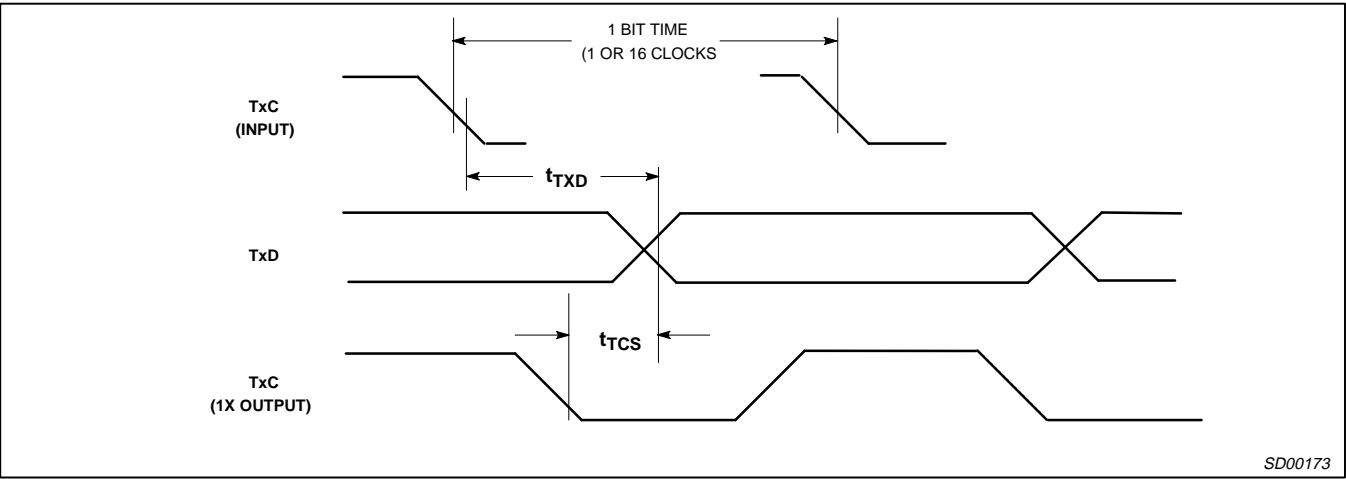 1 BIT TIME
(1 OR 16 CLOCKS
TxC
(INPUT)
tTXD
TxD
tTCS
TxC
(1X OUTPUT)
SD00173